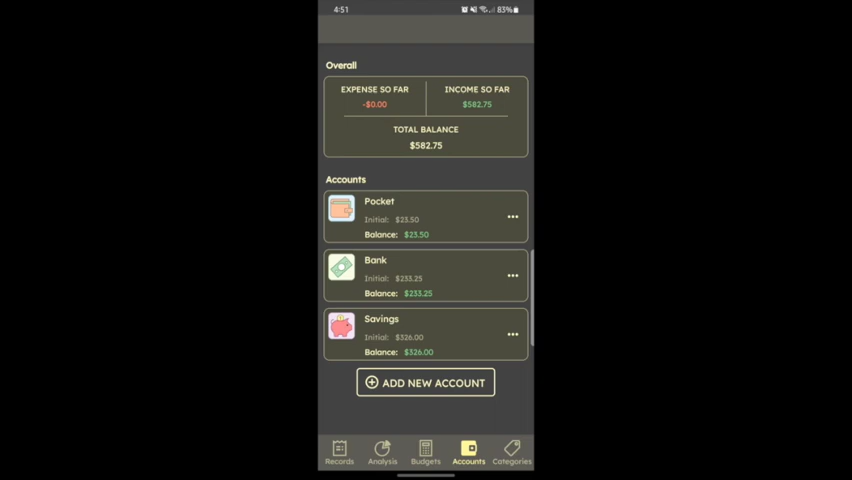 4:51 83%
Overall
EXPENSE SO FAR INCOME SO FAR
-$0.00 $582.75
TOTAL BALANCE
$582.75
Accounts
Pocket
Initial: $23.50
Balance: $23.50
Bank
Initial: $233.25
Balance: $233.25
Savings
Initial: $326.00
Balance: $326.00
ADD NEW ACCOUNT
Records Analysis Budgets Accounts Categories